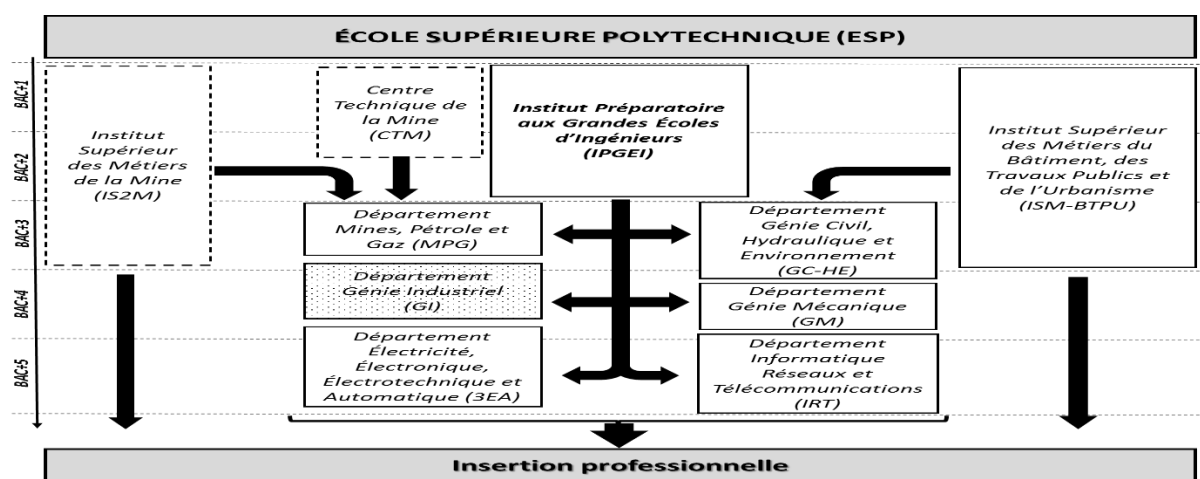 ÉCOLE SUPÉRIEURE POLYTECHNIQUE (ESP)
BAC+1
BAC+2
BAC+3
BAC+4
BAC+5
Institut
Supérieur
des Métiers
de la Mine
(IS2M)
Centre
Technique de
la Mine
(CTM)
Institut Préparatoire
aux Grandes Écoles
d’Ingénieurs
(IPGEI)
Institut Supérieur
des Métiers du
Bâtiment, des
Travaux Publics et
de l’Urbanisme
(ISM-BTPU)
Département
Mines, Pétrole et
Gaz (MPG)
Département
Génie Industriel
(GI)
Département
Électricité,
Électronique,
Électrotechnique et
Automatique (3EA)
Département
Génie Civil,
Hydraulique et
Environnement
(GC-HE)
Département
Génie Mécanique
(GM)
Département
Informatique
Réseaux et
Télécommunications
(IRT)
Insertion professionnelle